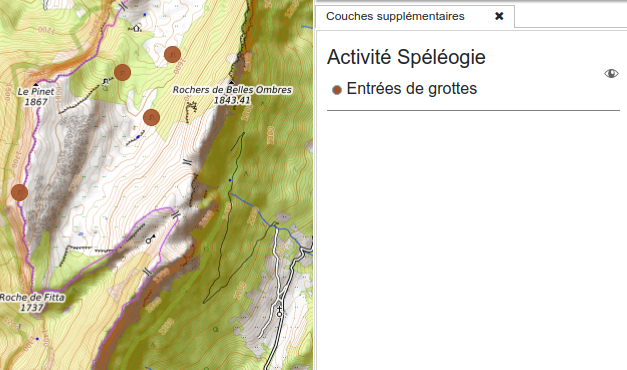 Couches supplémentaires ✖
Activité Spéléogie
Entrées de grottes
Le Pinet
1867
Rochers de Belles Ombres
1843.41
Roche de Fitta
1737